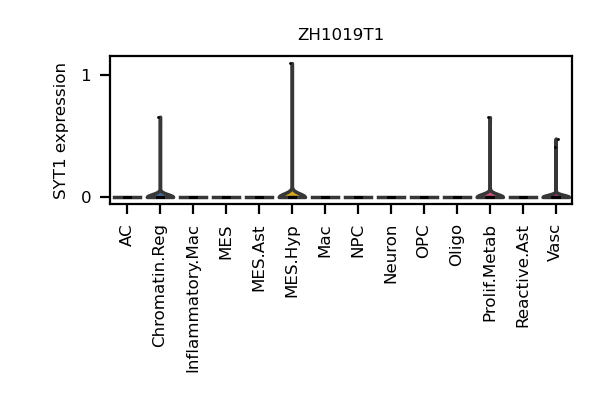 ZH1019T1
SYT1 expression
1
0
AC
Chromatin.Reg
Inflammatory.Mac
MES
MES.Ast
MES.Hyp
Mac
NPC
Neuron
OPC
Oligo
Prolif.Metab
Reactive.Ast
Vasc